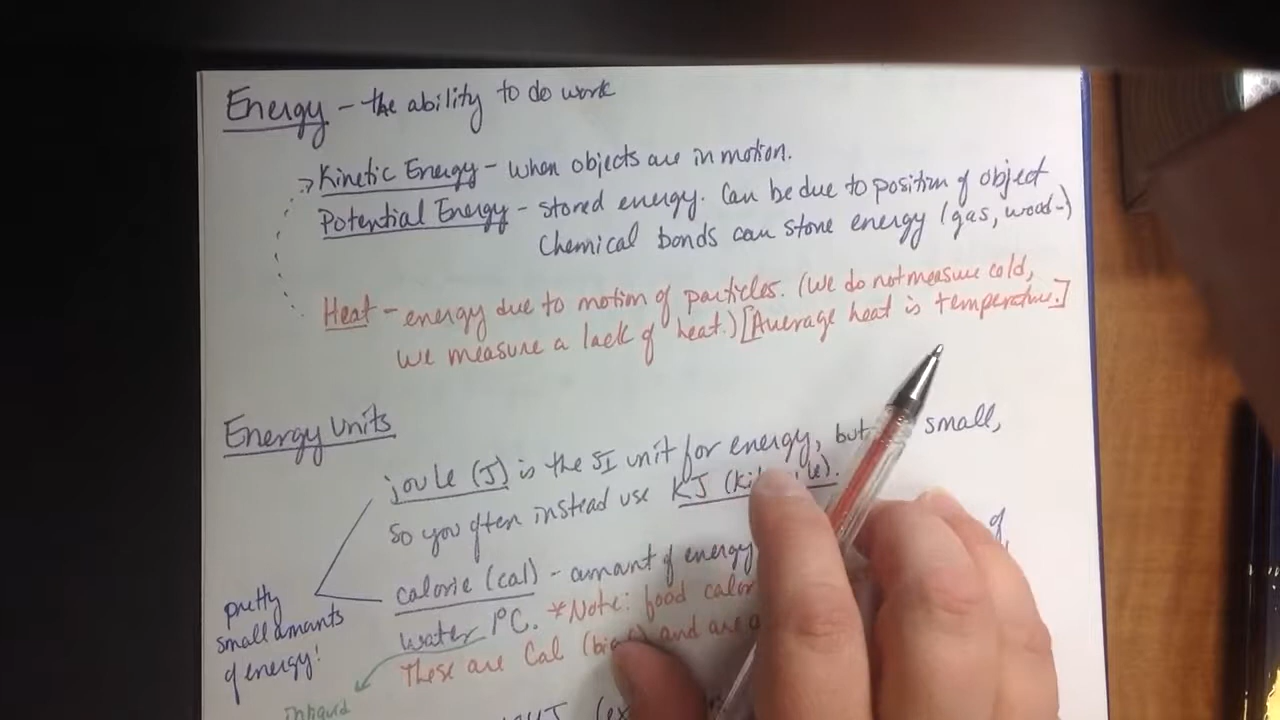 Energy - the ability to do work
Kinetic Energy - when objects are in motion.
Potential Energy - stored energy. Can be due to position of object
Chemical bonds can store energy (gas, wood-)
Heat - energy due to motion of particles. (We do not measure cold,
we measure a lack of heat.) [Average heat is temperature.]
Energy Units
joule (J) is the SI unit for energy, but small,
so you often instead use KJ
calorie (cal) - amount of energy of
water 1°C. *Note: food
These are Cal and are
pretty
small amounts
of energy!